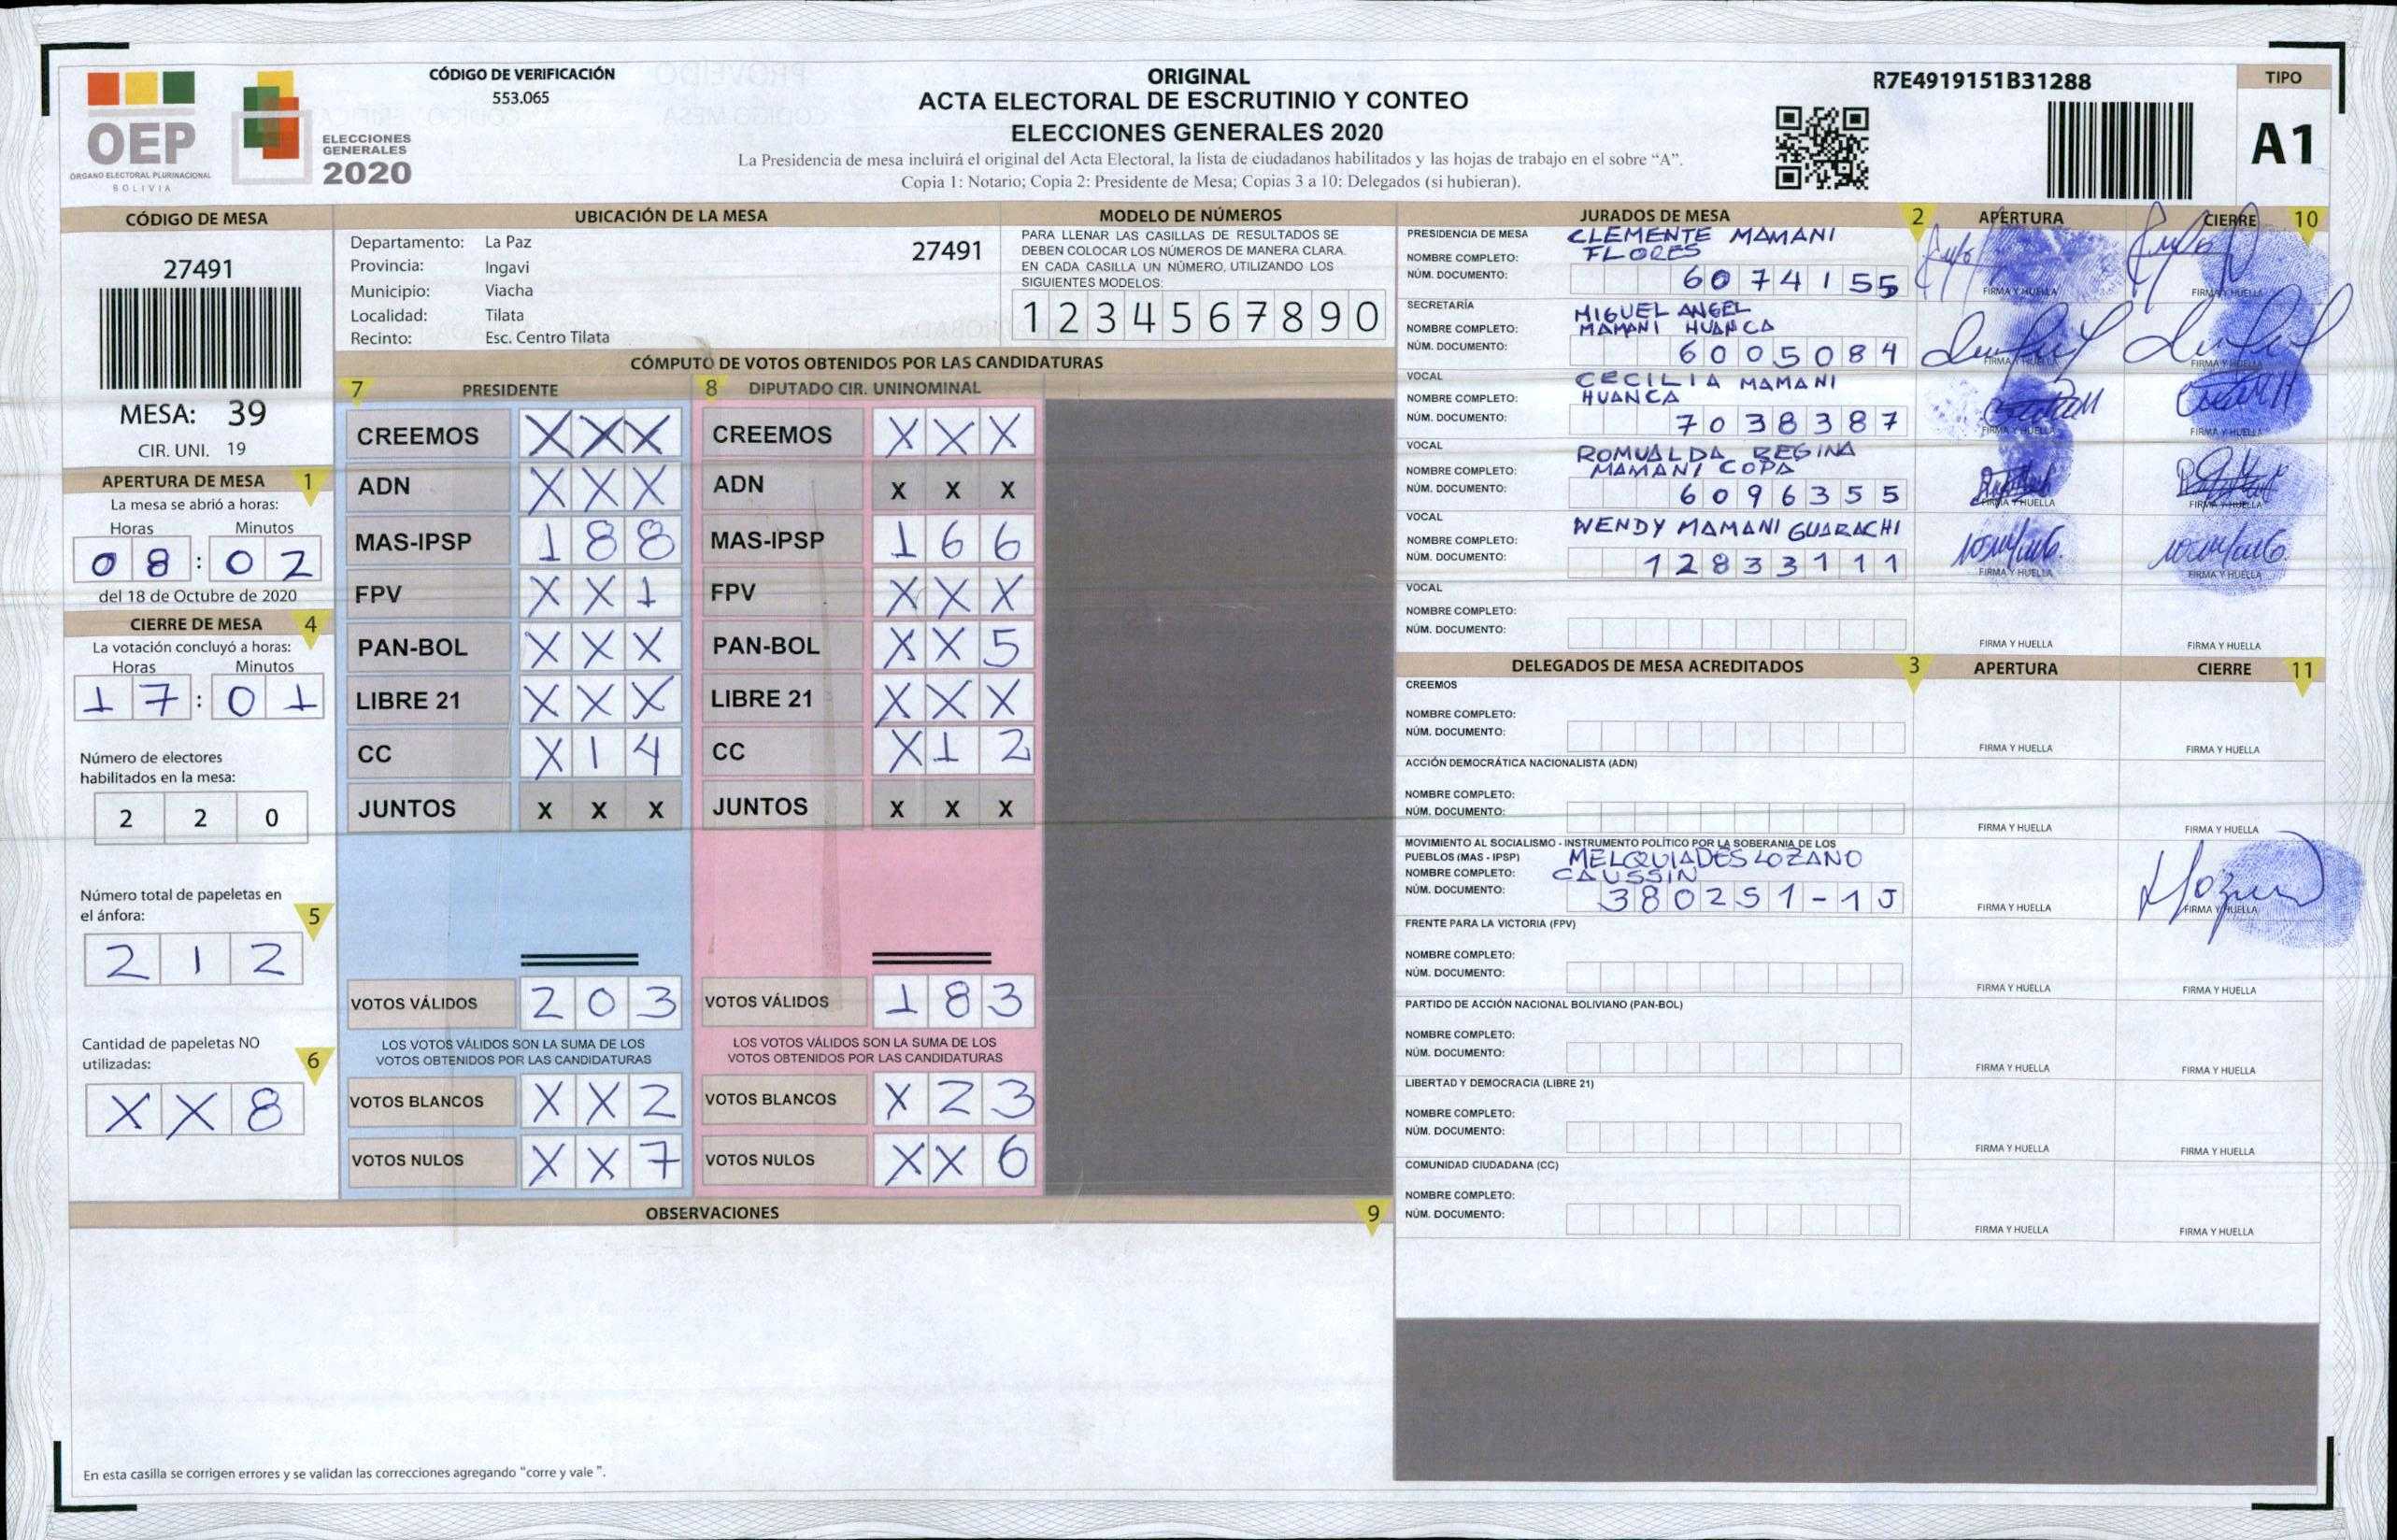 OEP
ÓRGANO ELECTORAL PLURINACIONAL
BOLIVIA
ELECCIONES
GENERALES
2020
CÓDIGO DE VERIFICACIÓN
553.065
ORIGINAL
ACTA ELECTORAL DE ESCRUTINIO Y CONTEO
ELECCIONES GENERALES 2020
La Presidencia de mesa incluirá el original del Acta Electoral, la lista de ciudadanos habilitados y las hojas de trabajo en el sobre “A”.
Copia 1: Notario; Copia 2: Presidente de Mesa; Copias 3 a 10: Delegados (si hubieran).
R7E4919151B31288
TIPO
A1
CÓDIGO DE MESA
27491
MESA: 39
CIR. UNI. 19
APERTURA DE MESA 1
La mesa se abrió a horas:
Horas Minutos
08:02
del 18 de Octubre de 2020
CIERRE DE MESA 4
La votación concluyó a horas:
Horas Minutos
17:01
Número de electores
habilitados en la mesa:
2 2 0
Número total de papeletas en
el ánfora: 5
2 1 2
Cantidad de papeletas NO
utilizadas: 6
X X 8
UBICACIÓN DE LA MESA
Departamento: La Paz 27491
Provincia: Ingavi
Municipio: Viacha
Localidad: Tilata
Recinto: Esc. Centro Tilata
MODELO DE NÚMEROS
PARA LLENAR LAS CASILLAS DE RESULTADOS SE
DEBEN COLOCAR LOS NÚMEROS DE MANERA CLARA.
EN CADA CASILLA UN NÚMERO, UTILIZANDO LOS
SIGUIENTES MODELOS:
1 2 3 4 5 6 7 8 9 0
CÓMPUTO DE VOTOS OBTENIDOS POR LAS CANDIDATURAS
7 PRESIDENTE
CREEMOS X X X
ADN X X X
MAS-IPSP 1 8 8
FPV X X 1
PAN-BOL X X X
LIBRE 21 X X X
CC X 1 4
JUNTOS X X X
VOTOS VÁLIDOS 2 0 3
LOS VOTOS VÁLIDOS SON LA SUMA DE LOS
VOTOS OBTENIDOS POR LAS CANDIDATURAS
VOTOS BLANCOS X X 2
VOTOS NULOS X X 7
8 DIPUTADO CIR. UNINOMINAL
CREEMOS X X X
ADN X X X
MAS-IPSP 1 6 6
FPV X X X
PAN-BOL X X 5
LIBRE 21 X X X
CC X 1 2
JUNTOS X X X
VOTOS VÁLIDOS 1 8 3
LOS VOTOS VÁLIDOS SON LA SUMA DE LOS
VOTOS OBTENIDOS POR LAS CANDIDATURAS
VOTOS BLANCOS X 2 3
VOTOS NULOS X X 6
OBSERVACIONES 9
En esta casilla se corrigen errores y se validan las correcciones agregando “corre y vale”.
JURADOS DE MESA 2 APERTURA CIERRE 10
PRESIDENCIA DE MESA CLEMENTE MAMANI
NOMBRE COMPLETO: FLORES
NÚM. DOCUMENTO: 6074155
FIRMA Y HUELLA FIRMA Y HUELLA
SECRETARÍA MIGUEL ANGEL
NOMBRE COMPLETO: MAMANI HUANCA
NÚM. DOCUMENTO: 6005084
FIRMA Y HUELLA FIRMA Y HUELLA
VOCAL CECILIA MAMANI
NOMBRE COMPLETO: HUANCA
NÚM. DOCUMENTO: 7038387
FIRMA Y HUELLA FIRMA Y HUELLA
VOCAL ROMUALDA REGINA
NOMBRE COMPLETO: MAMANI COPA
NÚM. DOCUMENTO: 6096355
FIRMA Y HUELLA FIRMA Y HUELLA
VOCAL WENDY MAMANI GUARACHI
NOMBRE COMPLETO:
NÚM. DOCUMENTO: 12833111
FIRMA Y HUELLA FIRMA Y HUELLA
VOCAL
NOMBRE COMPLETO:
NÚM. DOCUMENTO:
FIRMA Y HUELLA FIRMA Y HUELLA
DELEGADOS DE MESA ACREDITADOS 3 APERTURA CIERRE 11
CREEMOS
NOMBRE COMPLETO:
NÚM. DOCUMENTO:
FIRMA Y HUELLA FIRMA Y HUELLA
ACCIÓN DEMOCRÁTICA NACIONALISTA (ADN)
NOMBRE COMPLETO:
NÚM. DOCUMENTO:
FIRMA Y HUELLA FIRMA Y HUELLA
MOVIMIENTO AL SOCIALISMO - INSTRUMENTO POLÍTICO POR LA SOBERANIA DE LOS
PUEBLOS (MAS - IPSP) MELQUIADES LOZANO
NOMBRE COMPLETO: CAUSSIN
NÚM. DOCUMENTO: 380251-1J
FIRMA Y HUELLA FIRMA Y HUELLA
FRENTE PARA LA VICTORIA (FPV)
NOMBRE COMPLETO:
NÚM. DOCUMENTO:
FIRMA Y HUELLA FIRMA Y HUELLA
PARTIDO DE ACCIÓN NACIONAL BOLIVIANO (PAN-BOL)
NOMBRE COMPLETO:
NÚM. DOCUMENTO:
FIRMA Y HUELLA FIRMA Y HUELLA
LIBERTAD Y DEMOCRACIA (LIBRE 21)
NOMBRE COMPLETO:
NÚM. DOCUMENTO:
FIRMA Y HUELLA FIRMA Y HUELLA
COMUNIDAD CIUDADANA (CC)
NOMBRE COMPLETO:
NÚM. DOCUMENTO:
FIRMA Y HUELLA FIRMA Y HUELLA